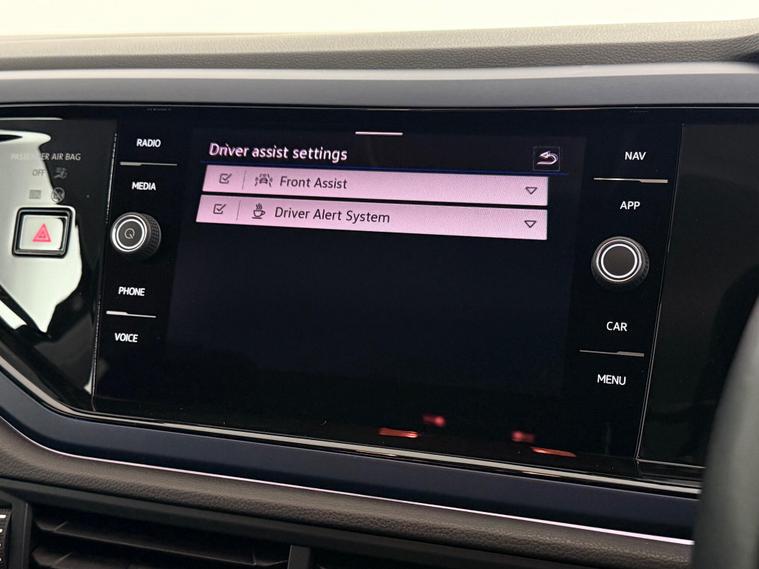 RADIO
MEDIA
PHONE
VOICE
PASSENGER AIR BAG
OFF
Driver assist settings
Front Assist
Driver Alert System
NAV
APP
CAR
MENU